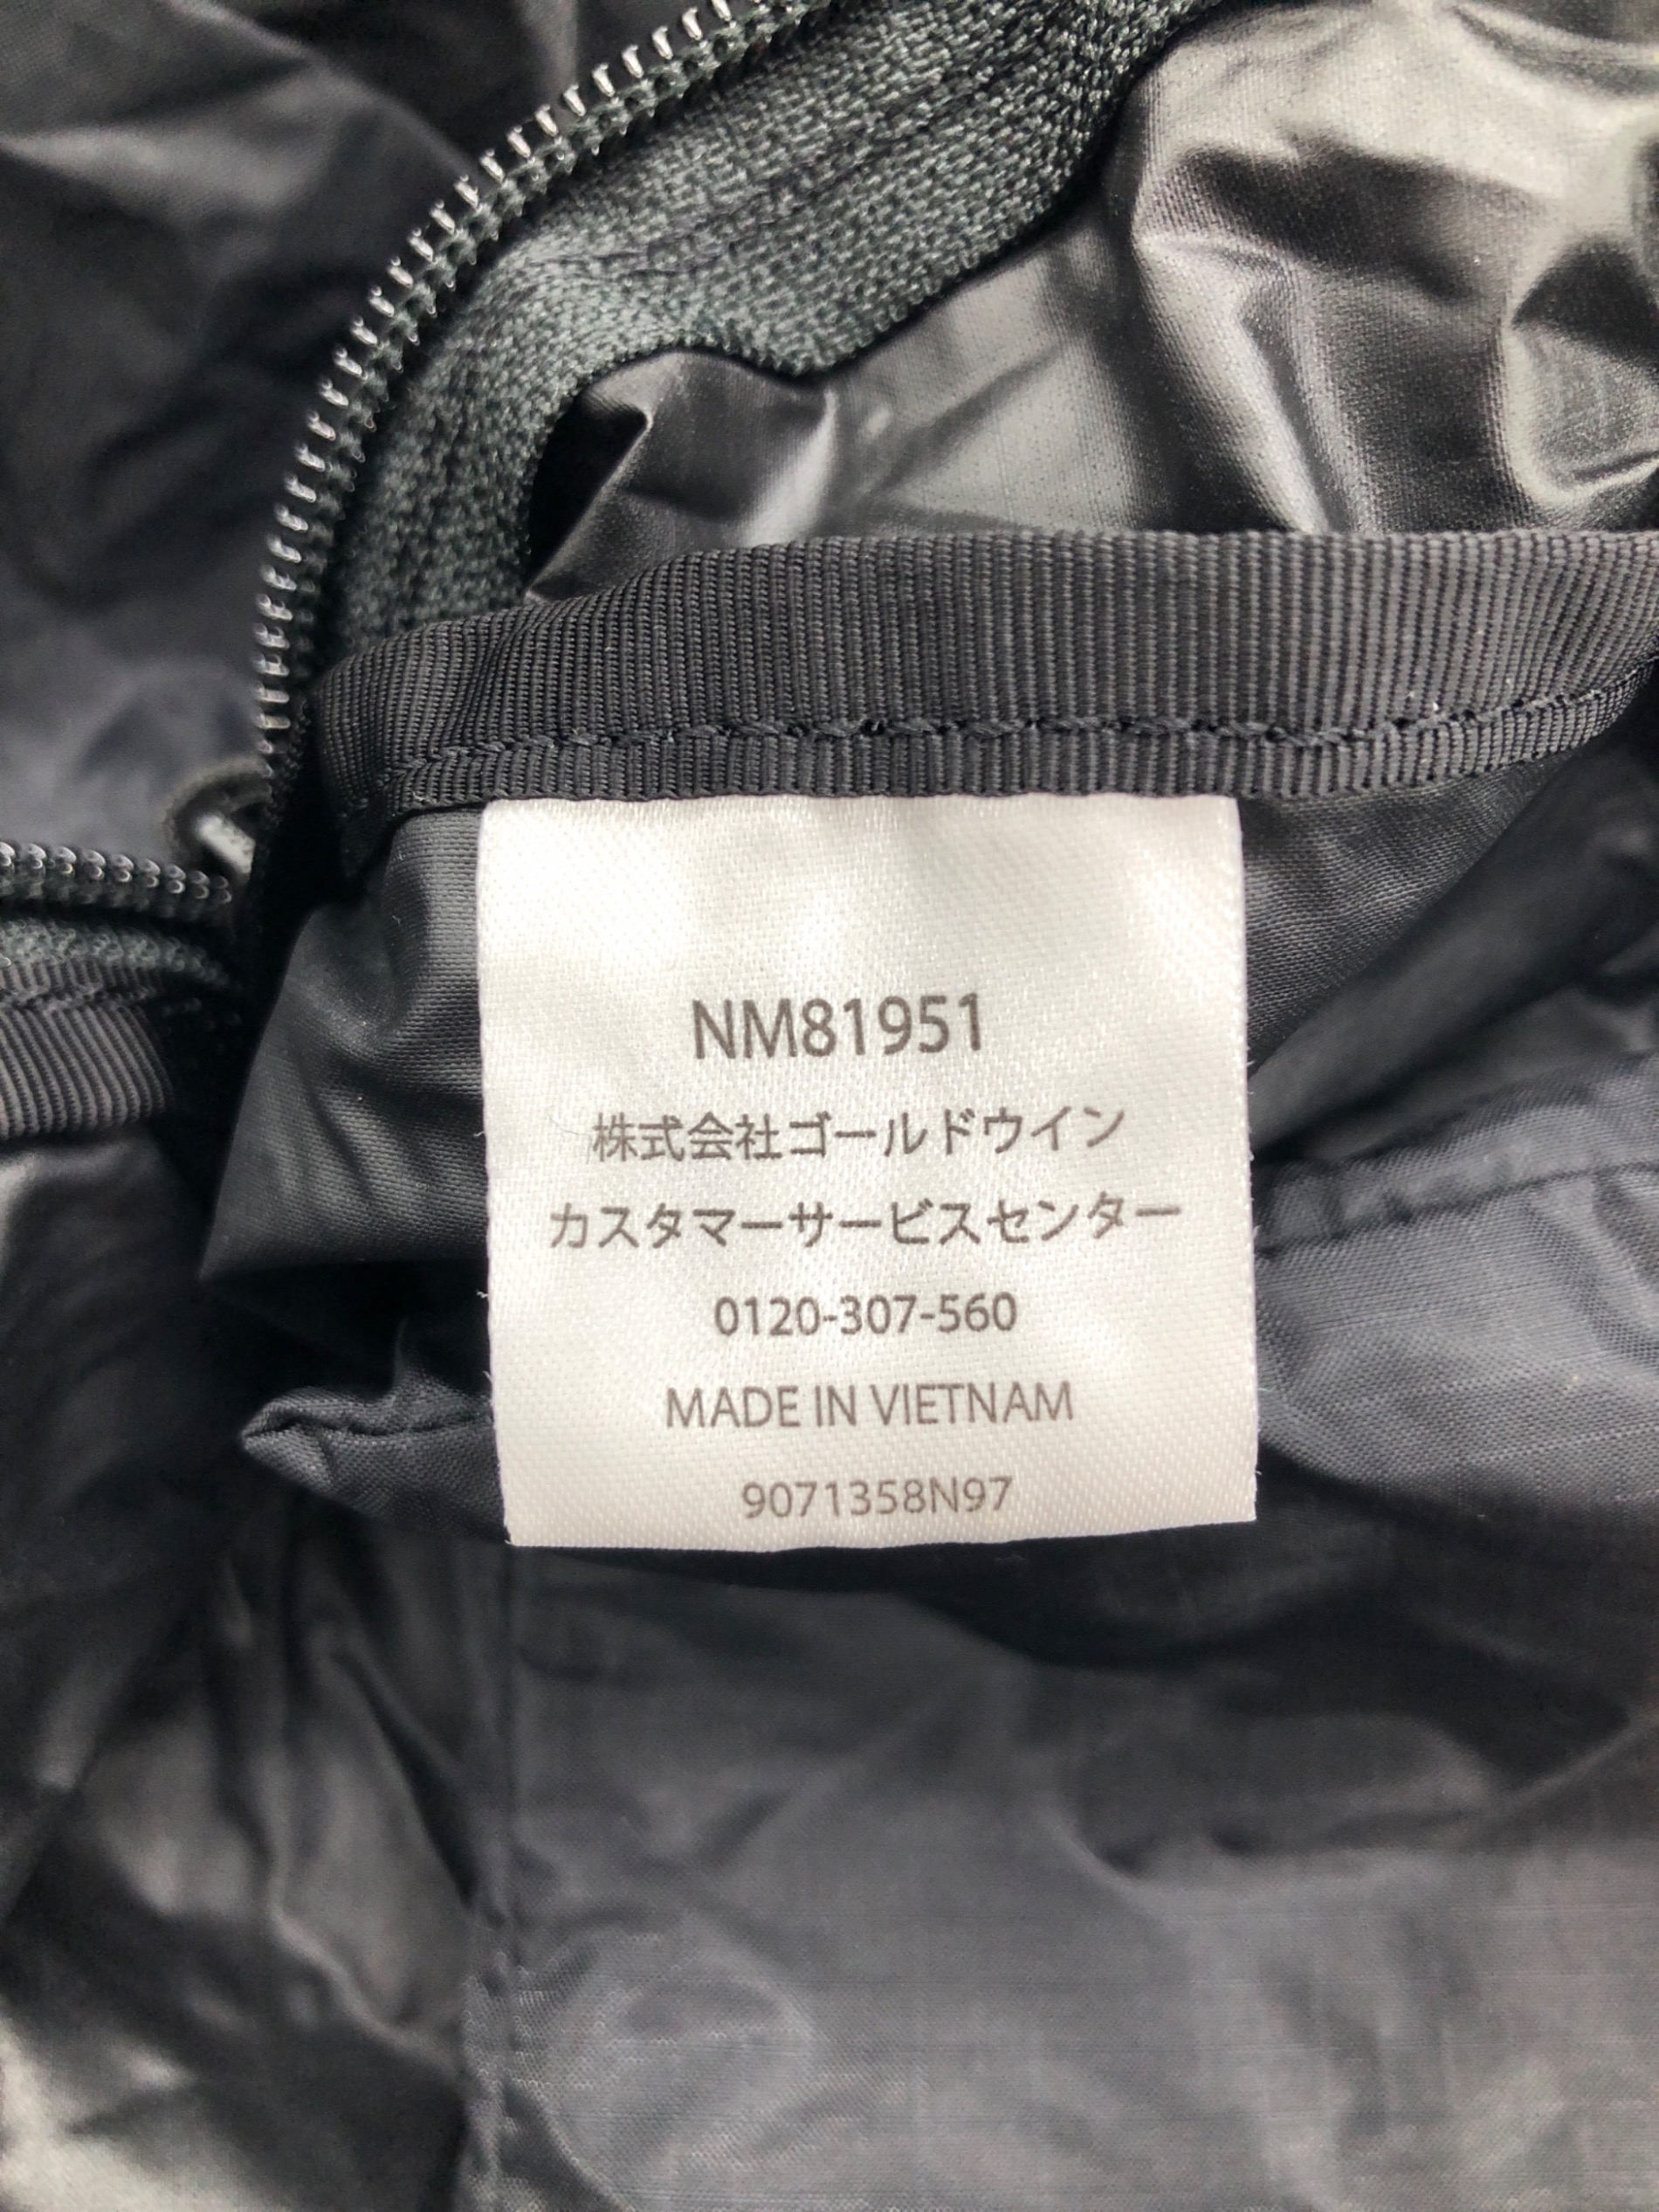 NM81951
株式会社ゴールドウイン
カスタマーサービスセンター
0120-307-560
MADE IN VIETNAM
9071358N97